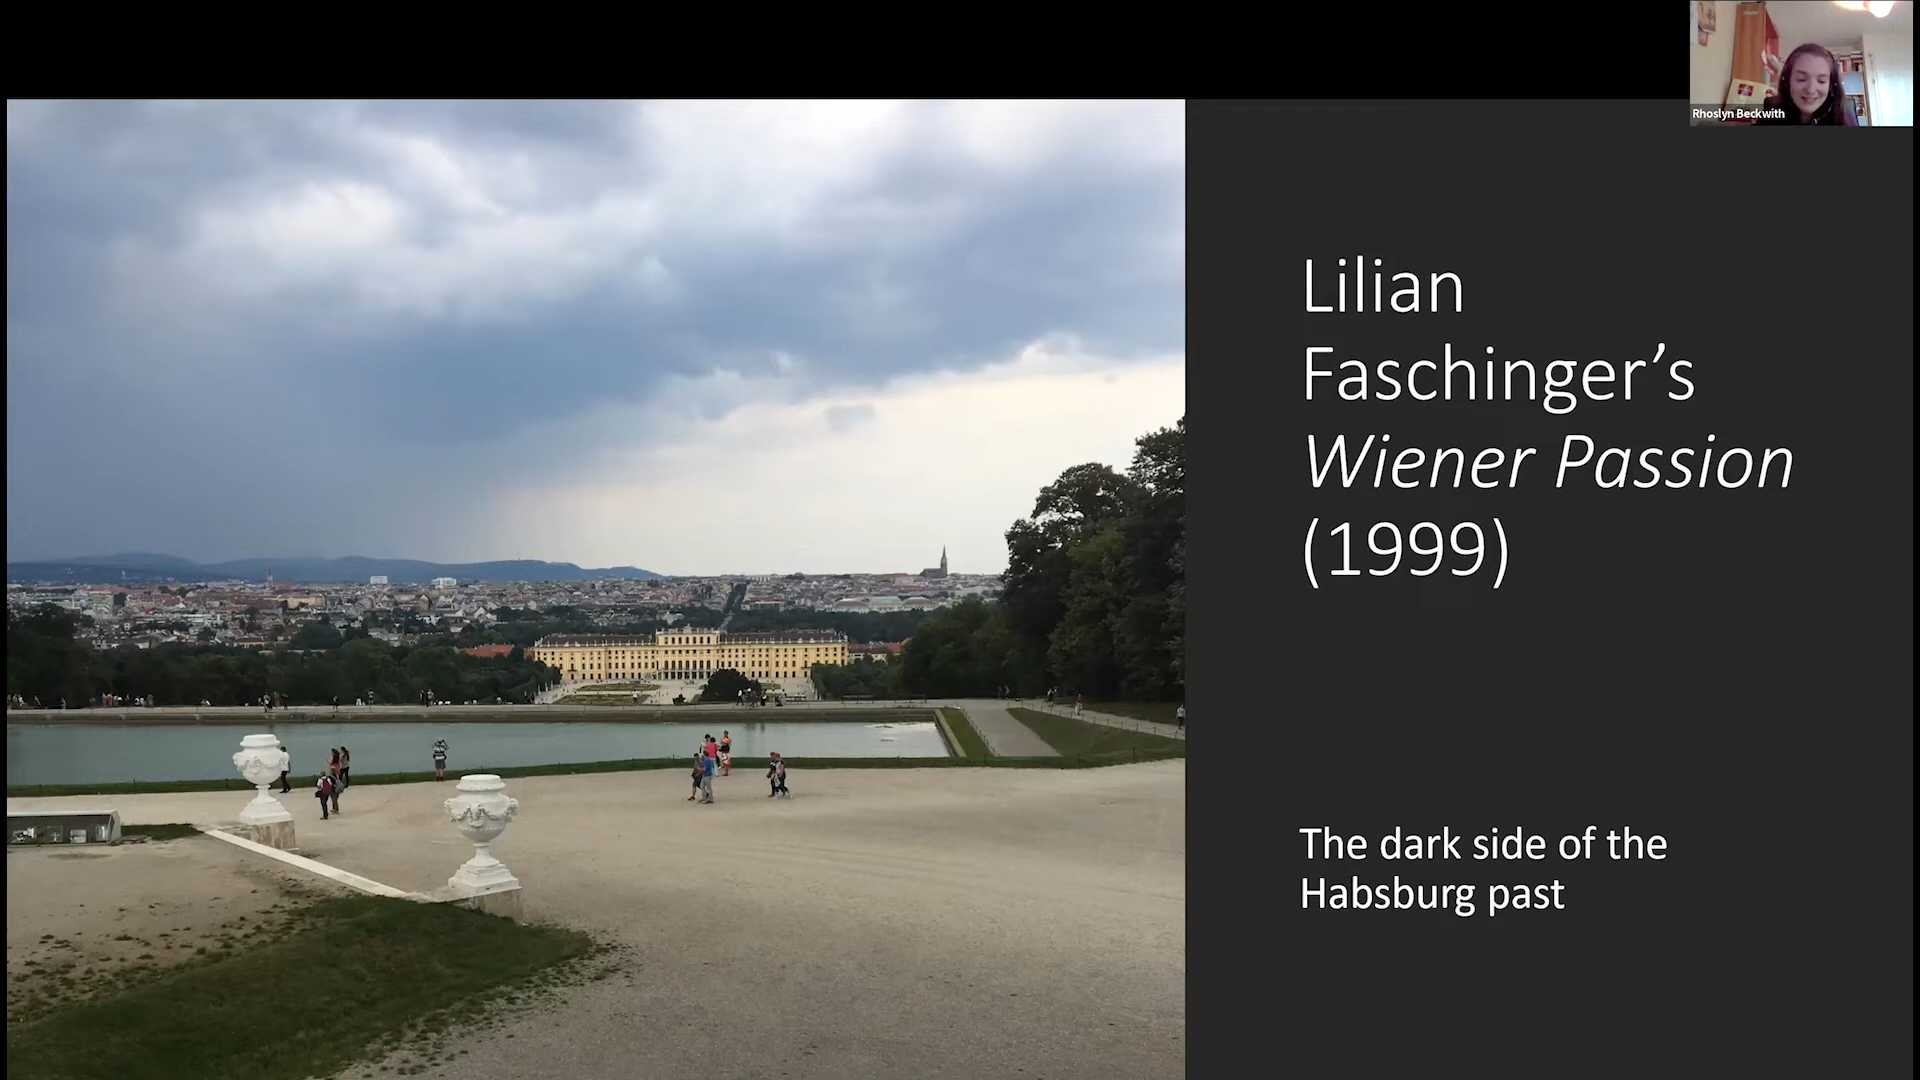 Rhoslyn Beckwith
Lilian
Faschinger’s
Wiener Passion
(1999)
The dark side of the
Habsburg past